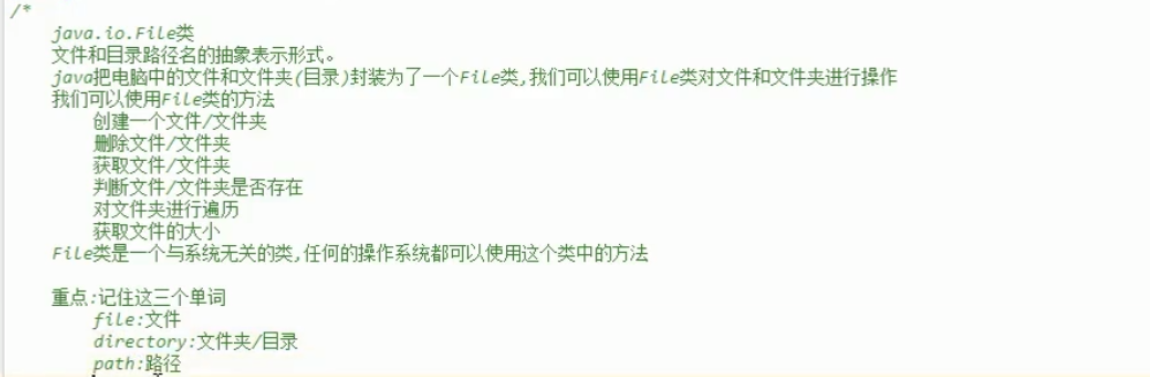 /*
java.io.File类
文件和目录路径名的抽象表示形式。
java把电脑中的文件和文件夹(目录)封装为了一个File类,我们可以使用File类对文件和文件夹进行操作
我们可以使用File类的方法
创建一个文件/文件夹
删除文件/文件夹
获取文件/文件夹
判断文件/文件夹是否存在
对文件夹进行遍历
获取文件的大小
File类是一个与系统无关的类,任何的操作系统都可以使用这个类中的方法
重点:记住这三个单词
file:文件
directory:文件夹/目录
path:路径